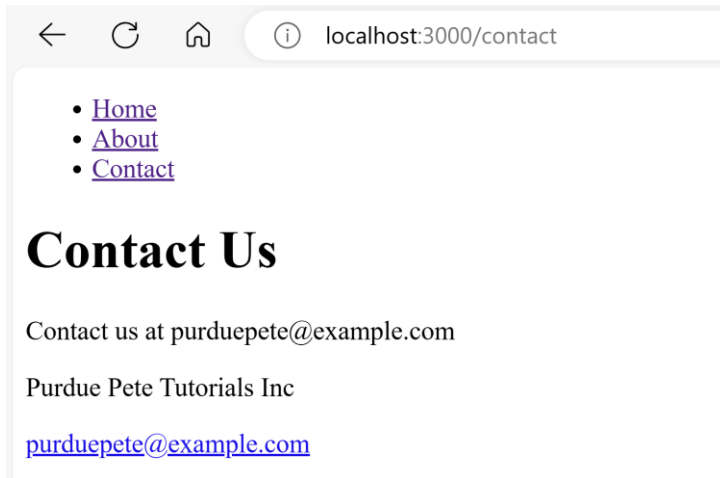 localhost:3000/contact
Home
About
Contact
Contact Us
Contact us at purduepete@example.com
Purdue Pete Tutorials Inc
purduepete@example.com